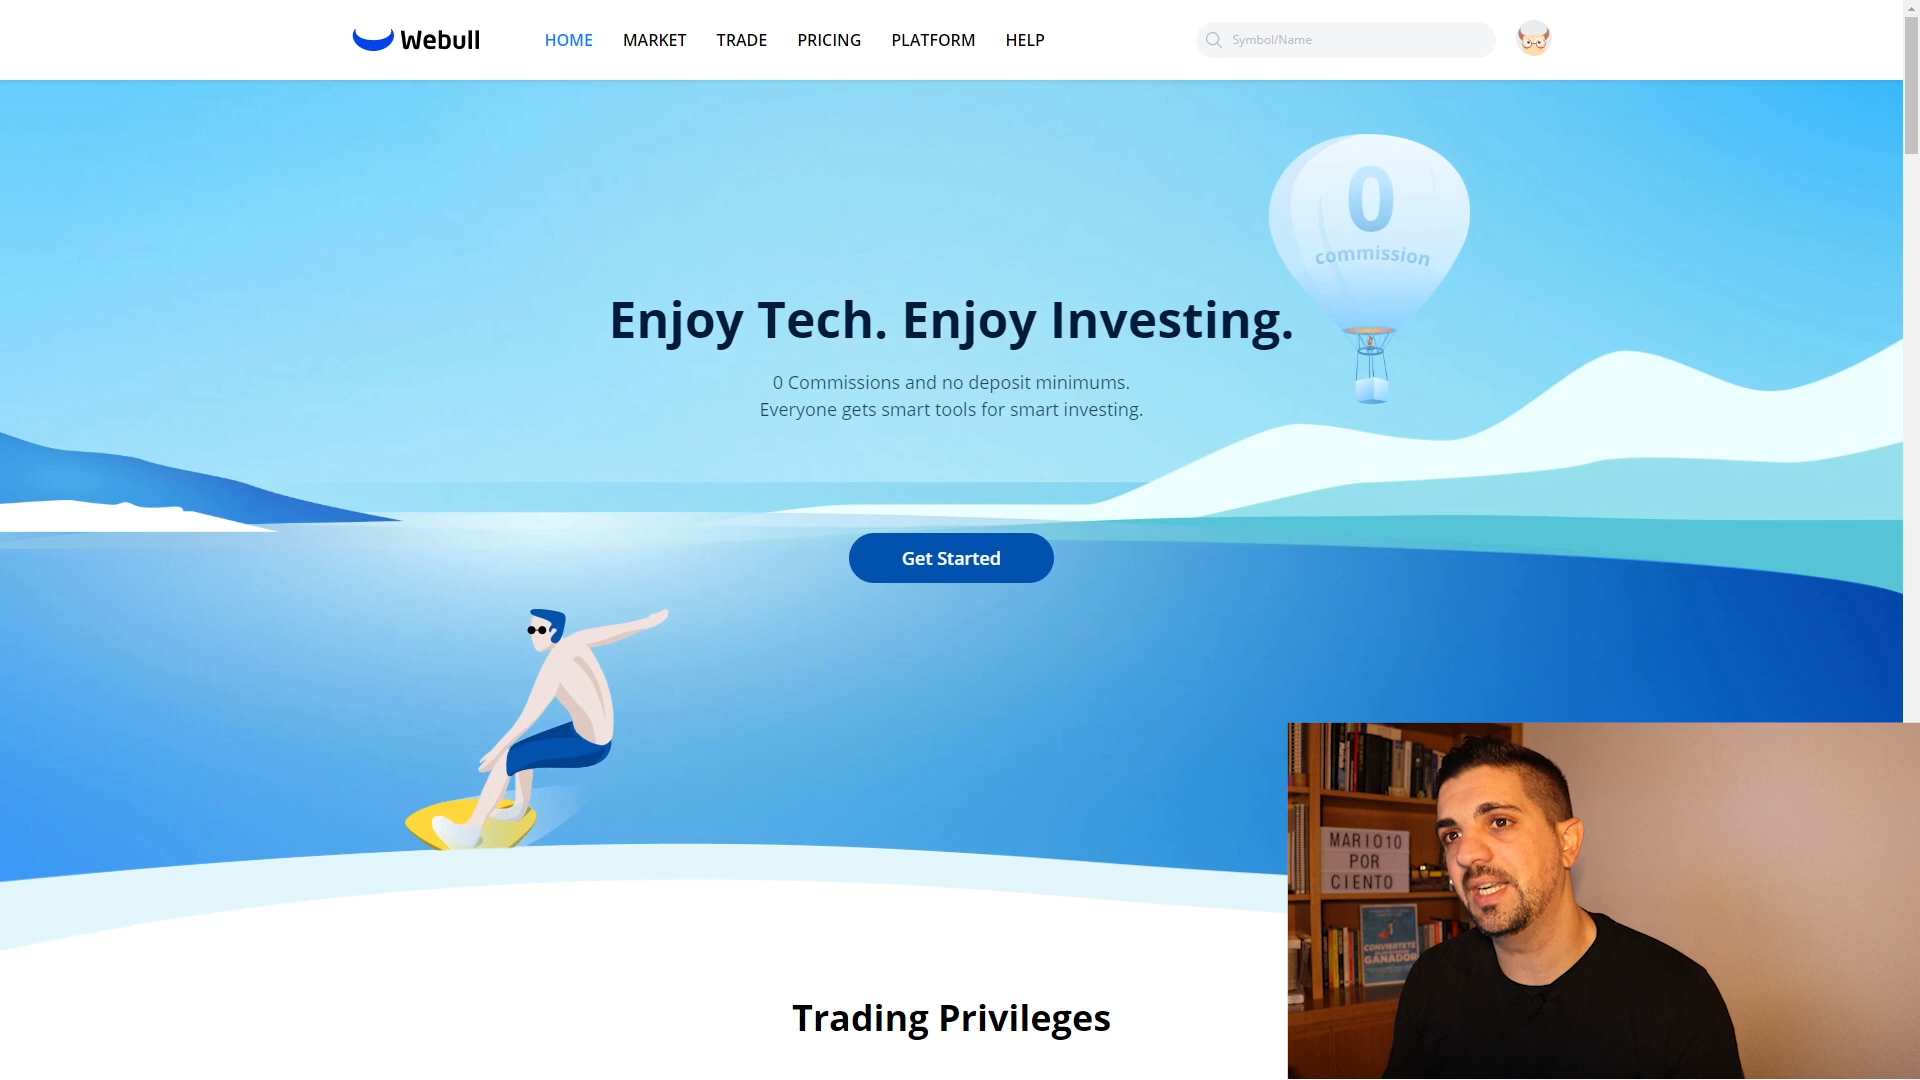 Webull
HOME
MARKET
TRADE
PRICING
PLATFORM
HELP
Symbol/Name
0
commission
Enjoy Tech. Enjoy Investing.
0 Commissions and no deposit minimums.
Everyone gets smart tools for smart investing.
Get Started
MARIO10
POR
CIENTO
CONVIERTETE
GANADOR
Trading Privileges